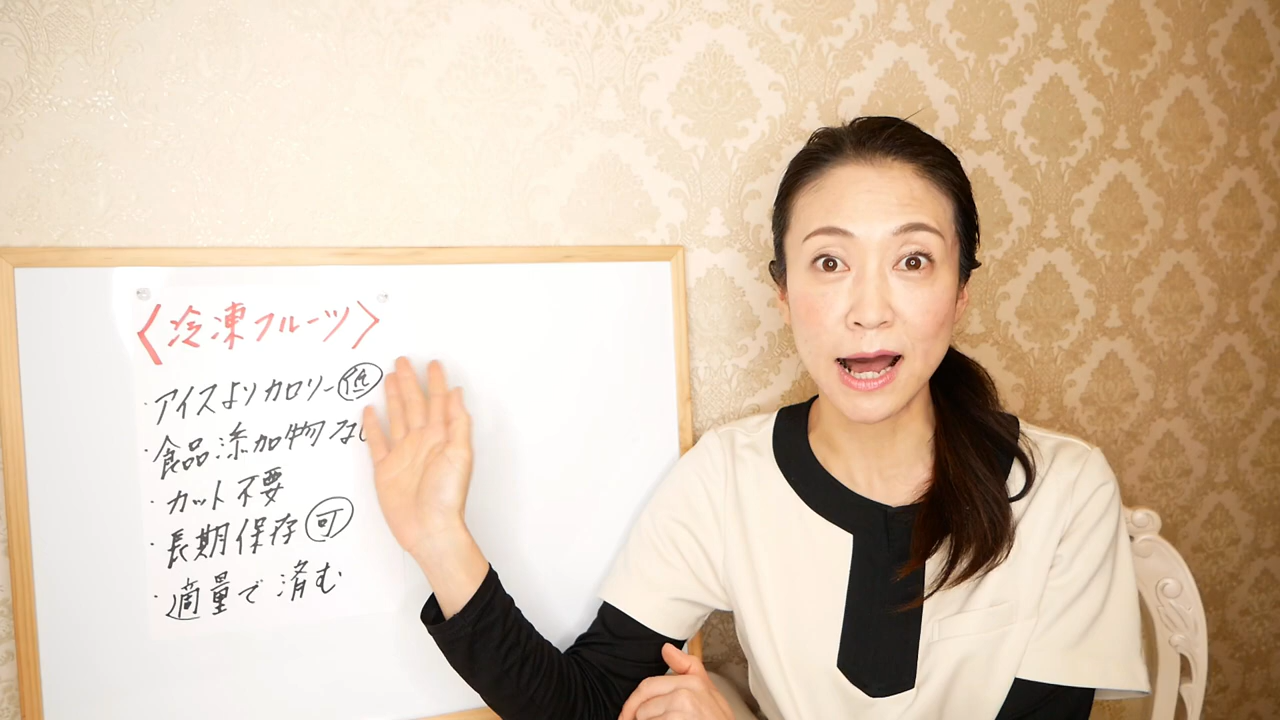 〈冷凍フルーツ〉
・アイスよりカロリー低
・食品添加物なし
・カット不要
・長期保存可
・適量で済む